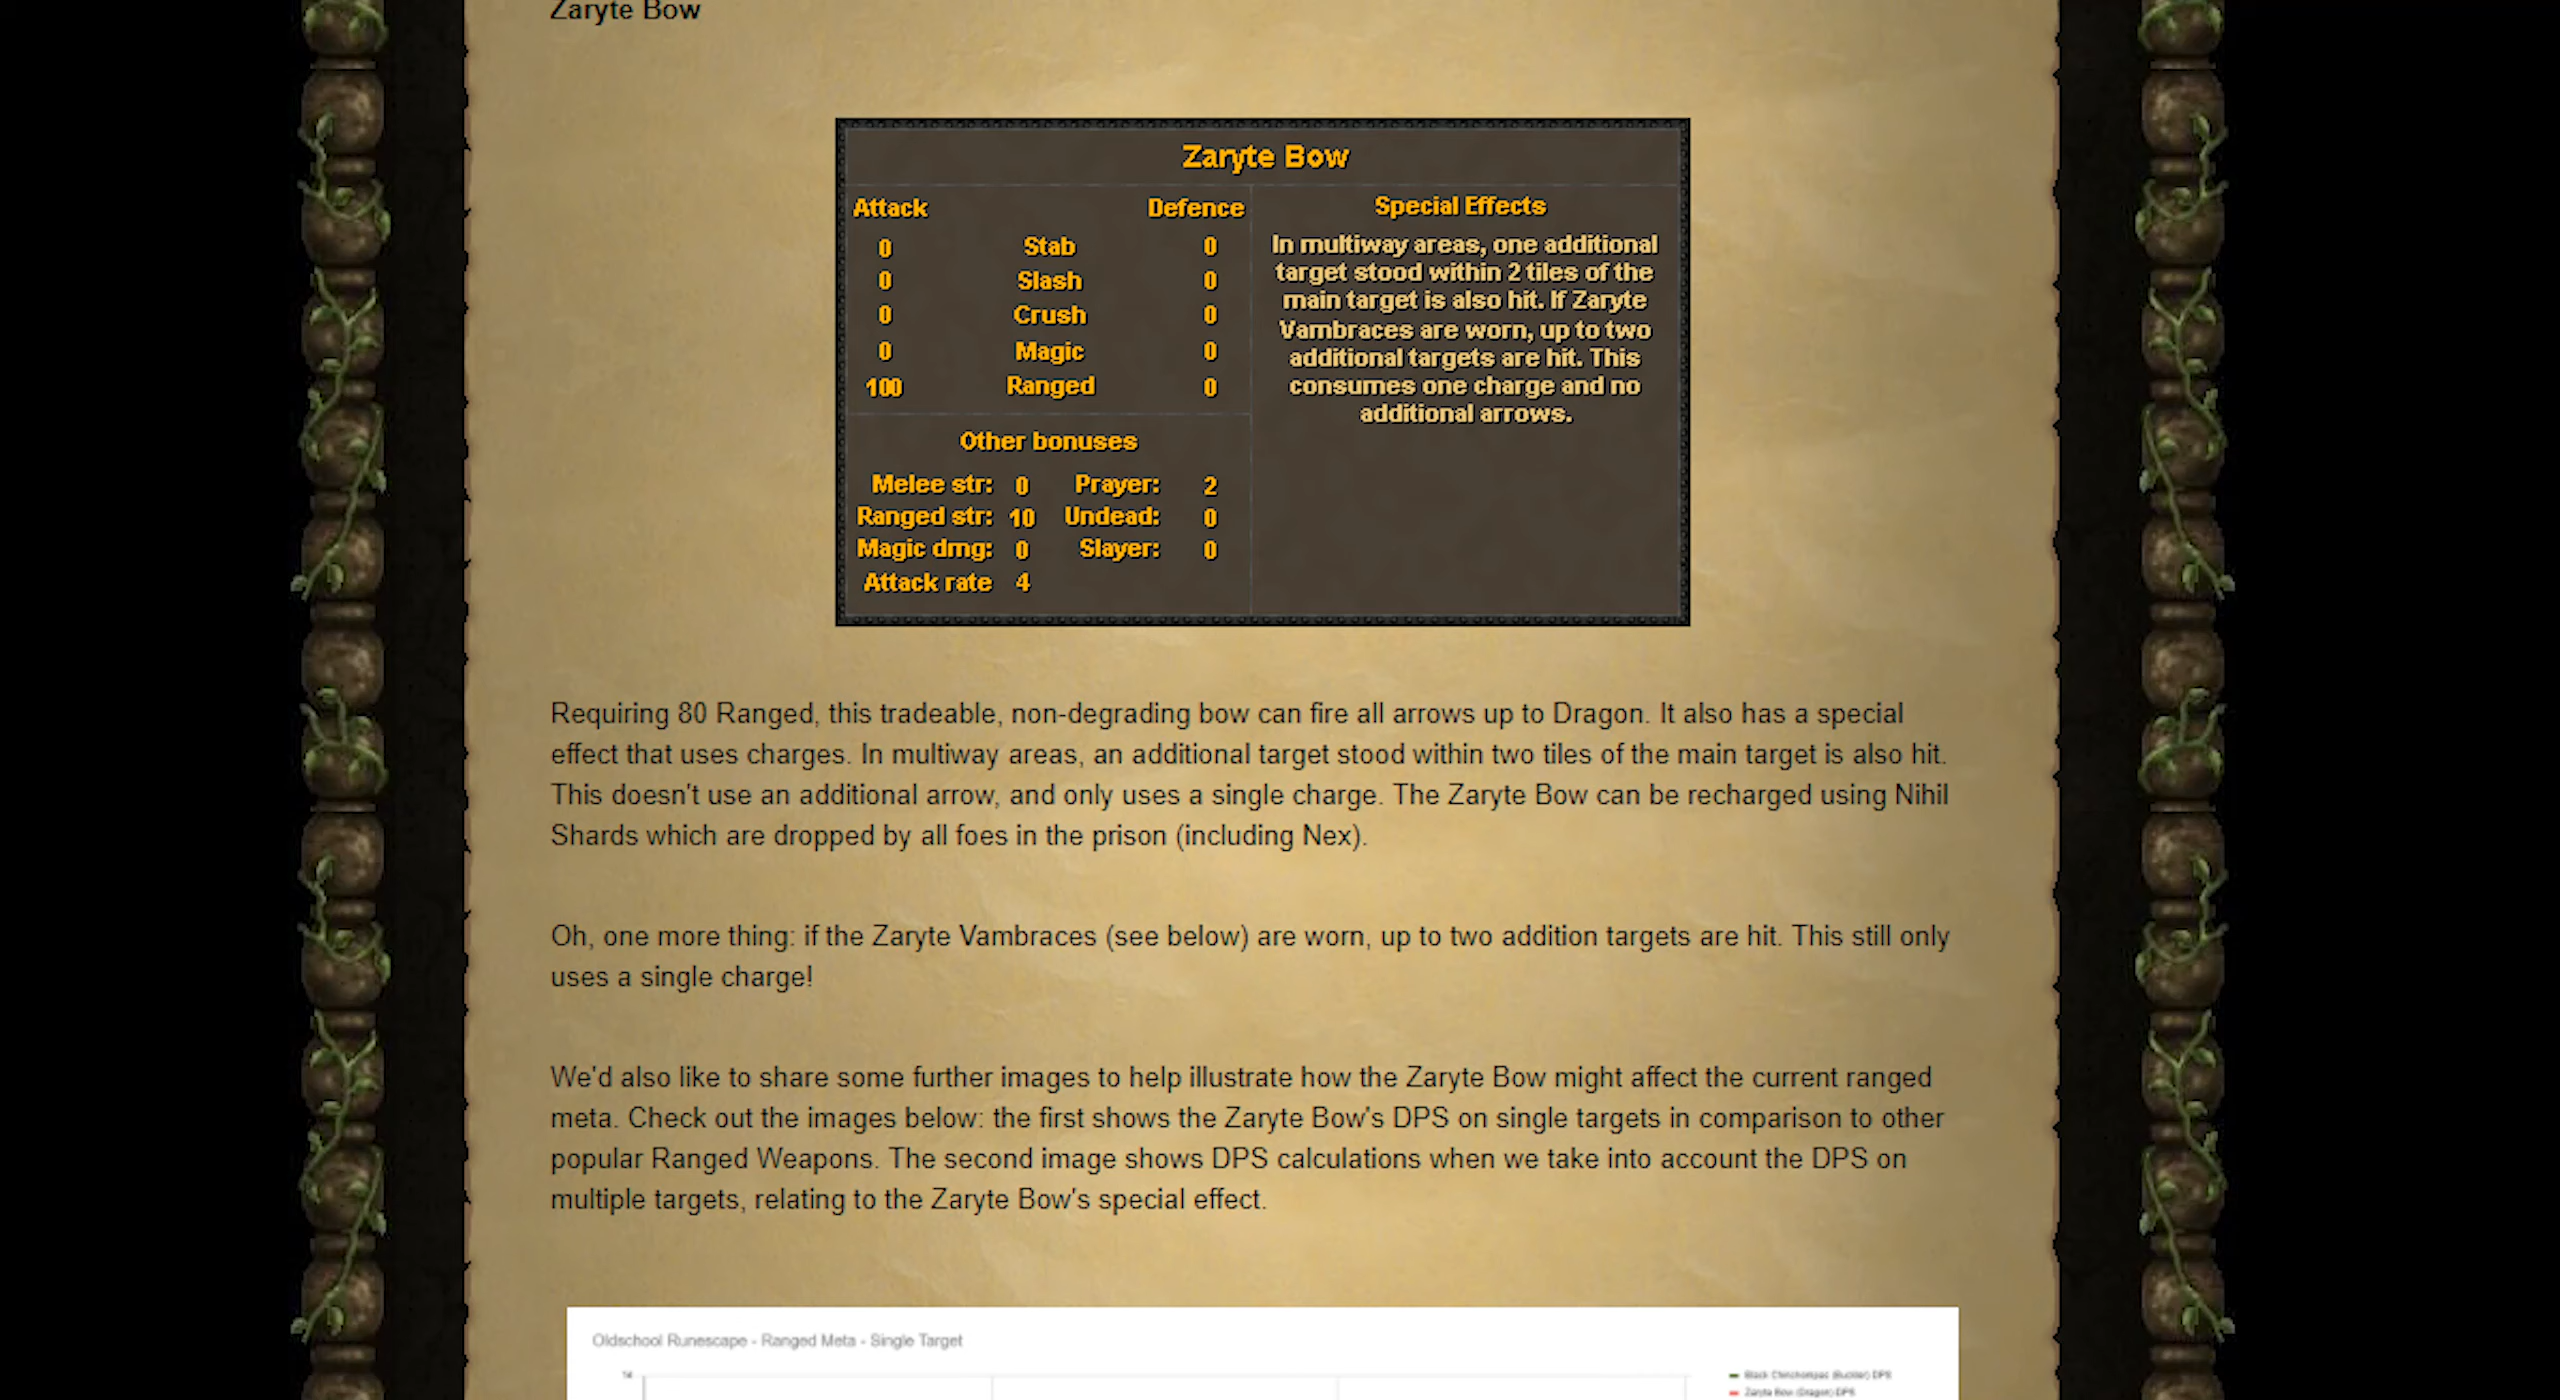 Zaryte Bow
Zaryte Bow
Attack Defence
0 Stab 0
0 Slash 0
0 Crush 0
0 Magic 0
100 Ranged 0
Other bonuses
Melee str: 0 Prayer: 2
Ranged str: 10 Undead: 0
Magic dmg: 0 Slayer: 0
Attack rate 4
Special Effects
In multiway areas, one additional
target stood within 2 tiles of the
main target is also hit. If Zaryte
Vambraces are worn, up to two
additional targets are hit. This
consumes one charge and no
additional arrows.
Requiring 80 Ranged, this tradeable, non-degrading bow can fire all arrows up to Dragon. It also has a special
effect that uses charges. In multiway areas, an additional target stood within two tiles of the main target is also hit.
This doesn't use an additional arrow, and only uses a single charge. The Zaryte Bow can be recharged using Nihil
Shards which are dropped by all foes in the prison (including Nex).
Oh, one more thing: if the Zaryte Vambraces (see below) are worn, up to two addition targets are hit. This still only
uses a single charge!
We'd also like to share some further images to help illustrate how the Zaryte Bow might affect the current ranged
meta. Check out the images below: the first shows the Zaryte Bow's DPS on single targets in comparison to other
popular Ranged Weapons. The second image shows DPS calculations when we take into account the DPS on
multiple targets, relating to the Zaryte Bow's special effect.
Oldschool Runescape - Ranged Meta - Single Target
14
Black Chinchompas (Buckler) DPS
Zaryte Bow (Dragon) DPS